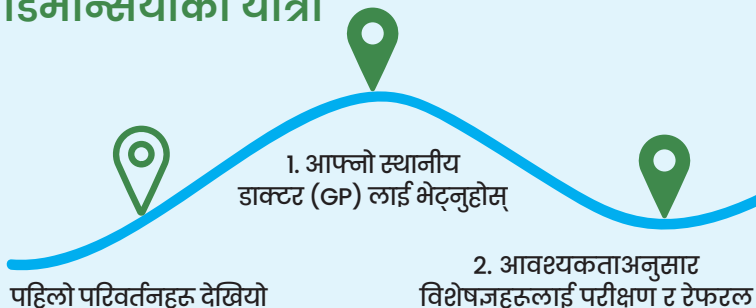 डिमेन्सियाको यात्रा
1. आफ्नो स्थानीय
डाक्टर (GP) लाई भेट्नुहोस्
पहिलो परिवर्तनहरू देखियो
2. आवश्यकताअनुसार
विशेषज्ञहरूलाई परीक्षण र रेफरल